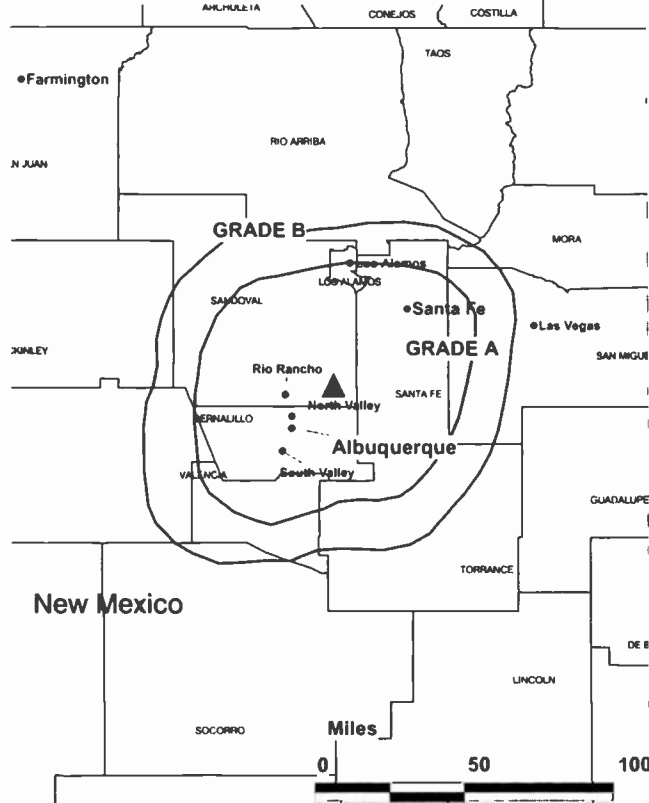 ARCHULETA
CONEJOS
COSTILLA
TAOS
Farmington
RIO ARRIBA
N JUAN
GRADE B
MORA
Los Alamos
LOS ALAMOS
SANDOVAL
Santa Fe
Las Vegas
CKINLEY
GRADE A
SAN MIGUE
Rio Rancho
SANTA FE
North Valley
BERNALILLO
Albuquerque
South Valley
VALENCIA
GUADALUPE
TORRANCE
New Mexico
DE B
LINCOLN
SOCORRO
Miles
0 50 100